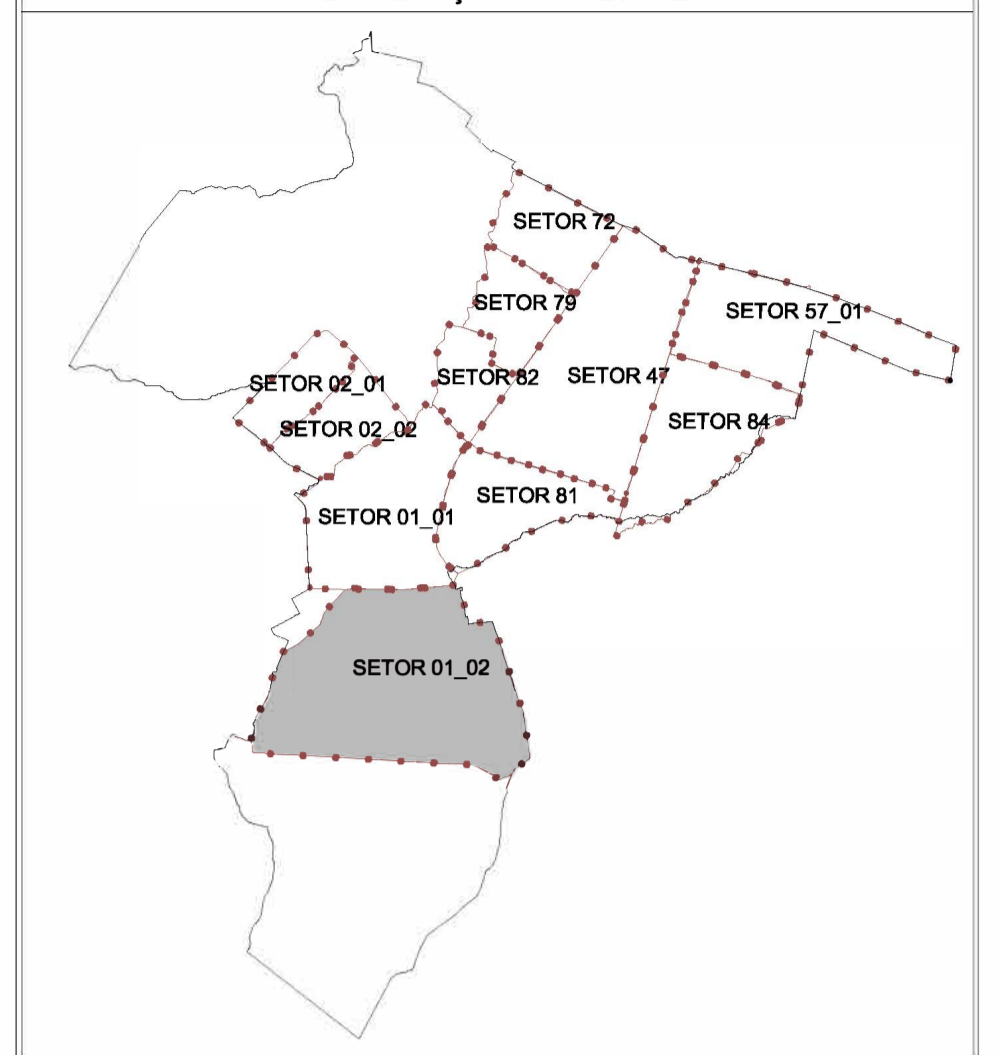 SETOR 72
SETOR 79
SETOR 57_01
SETOR 02_01
SETOR 82
SETOR 47
SETOR 02_02
SETOR 84
SETOR 81
SETOR 01_01
SETOR 01_02